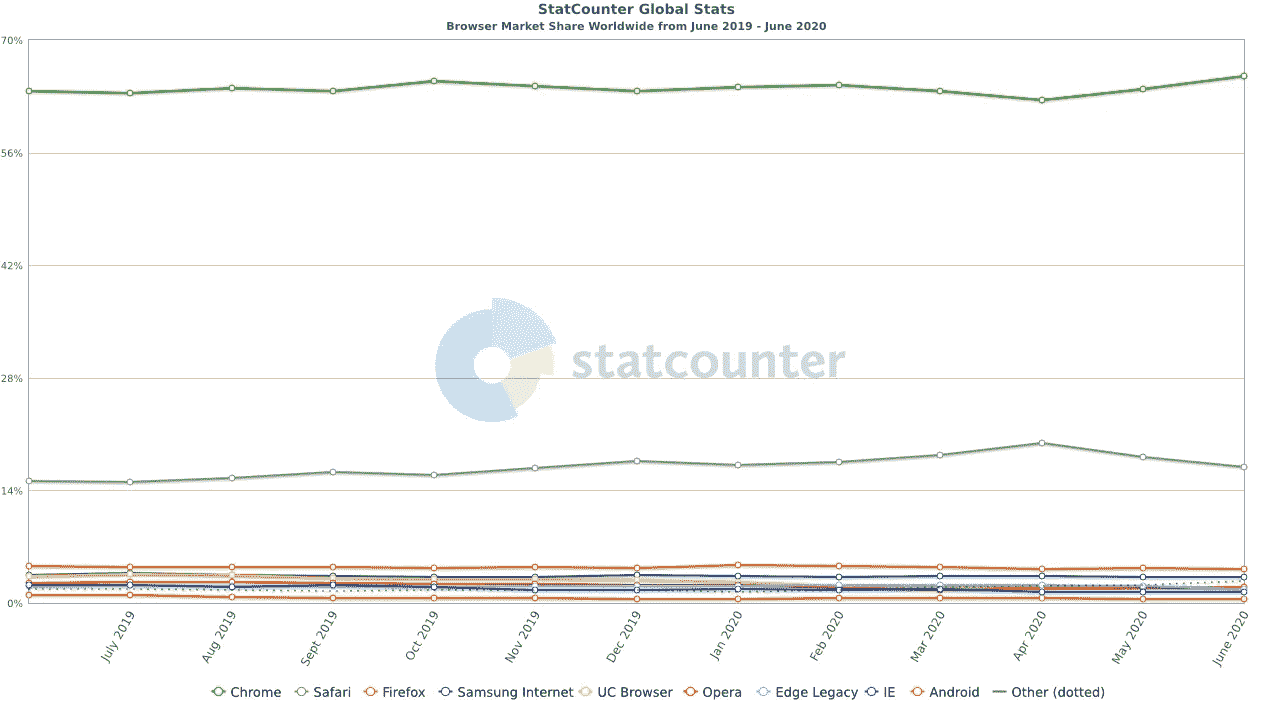 StatCounter Global Stats
Browser Market Share Worldwide from June 2019 - June 2020
70%
56%
42%
statcounter
28%
14%
0%
July 2019 Aug 2019 Sept 2019 Oct 2019 Nov 2019 Dec 2019 Jan 2020 Feb 2020 Mar 2020 Apr 2020 May 2020 June 2020
Chrome Safari Firefox Samsung Internet UC Browser Opera Edge Legacy IE Android Other (dotted)